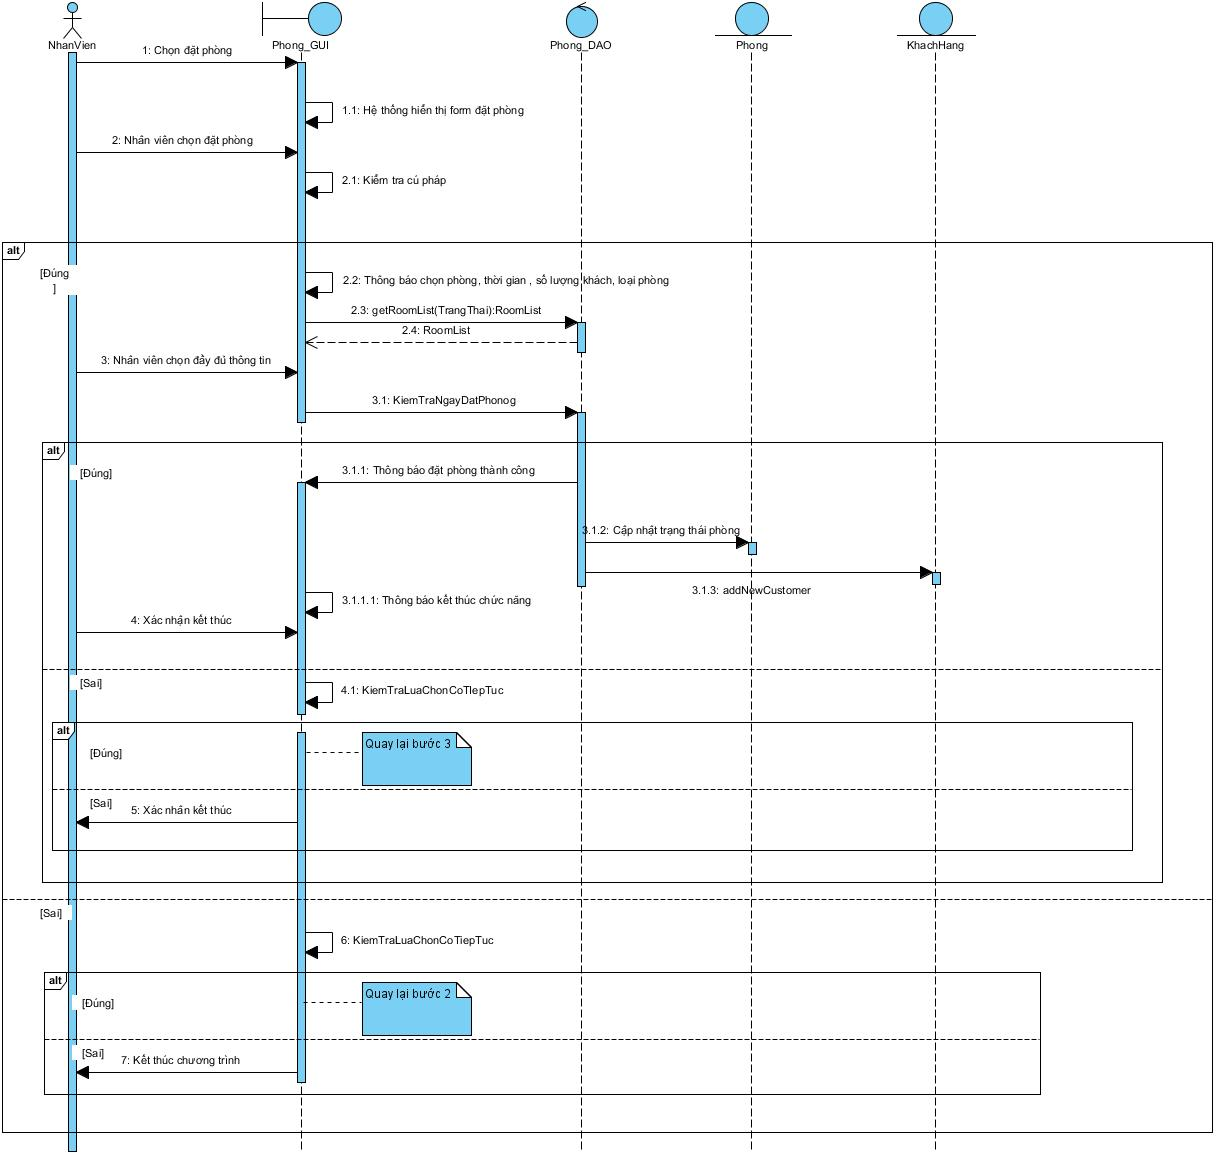 NhanVien
Phong_GUI
Phong_DAO
Phong
KhachHang
1: Chọn đặt phòng
1.1: Hệ thống hiển thị form đặt phòng
2: Nhân viên chọn đặt phòng
2.1: Kiểm tra cú pháp
alt
[Đúng
]
2.2: Thông báo chọn phòng, thời gian , số lượng khách, loại phòng
2.3: getRoomList(TrangThai):RoomList
2.4: RoomList
3: Nhân viên chọn đầy đủ thông tin
3.1: KiemTraNgayDatPhonog
alt
[Đúng]
3.1.1: Thông báo đặt phòng thành công
3.1.2: Cập nhật trạng thái phòng
3.1.3: addNewCustomer
3.1.1.1: Thông báo kết thúc chức năng
4: Xác nhận kết thúc
[Sai]
4.1: KiemTraLuaChonCoTIepTuc
alt
[Đúng]
Quay lại bước 3
[Sai]
5: Xác nhấn kết thúc
[Sai]
6: KiemTraLuaChonCoTiepTuc
alt
[Đúng]
Quay lại bước 2
[Sai]
7: Kết thúc chương trình